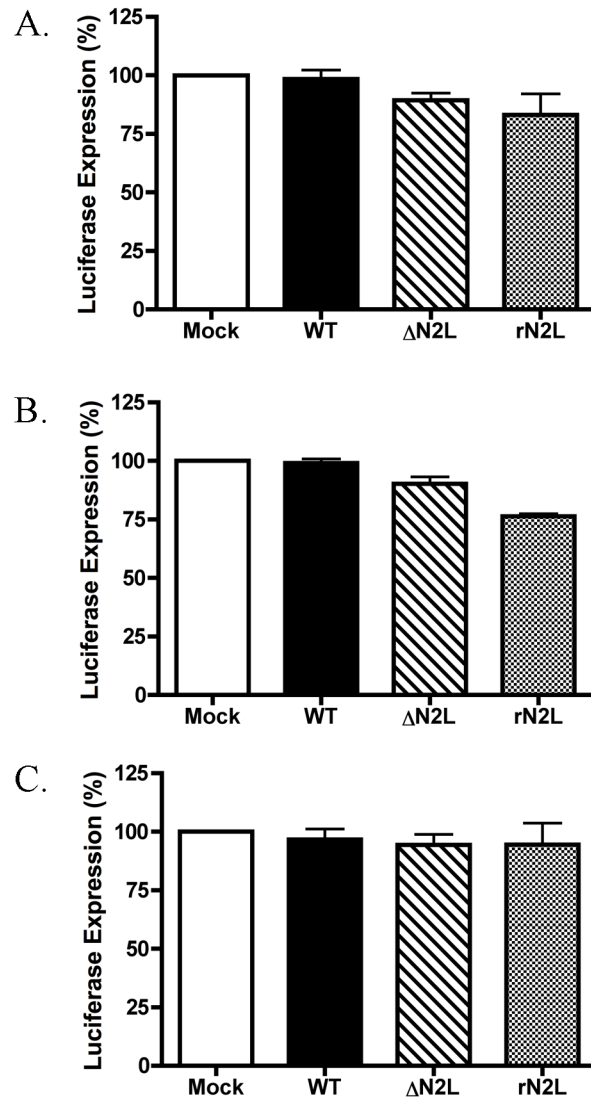 A.
Luciferase Expression (%)
125
100
75
50
25
0
Mock WT ΔN2L rN2L
B.
Luciferase Expression (%)
125
100
75
50
25
0
Mock WT ΔN2L rN2L
C.
Luciferase Expression (%)
125
100
75
50
25
0
Mock WT ΔN2L rN2L